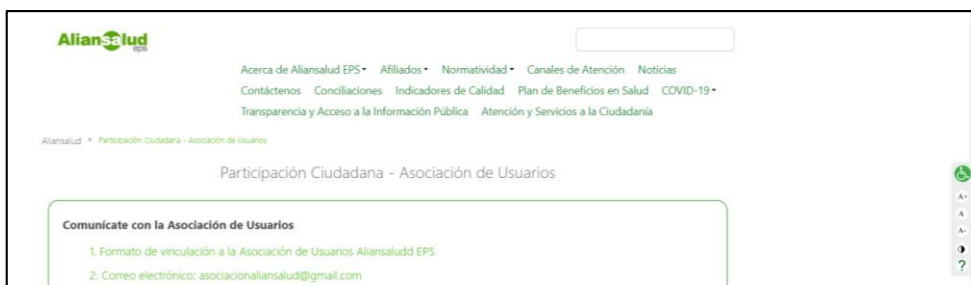 Aliansalud
eps
Acerca de Aliansalud EPS Afiliados Normatividad Canales de Atención Noticias
Contáctenos Conciliaciones Indicadores de Calidad Plan de Beneficios en Salud COVID-19
Transparencia y Acceso a la Información Pública Atención y Servicios a la Ciudadanía
Aliansalud » Participación Ciudadana - Asociación de Usuarios
Participación Ciudadana - Asociación de Usuarios
A+
A
A-
?
Comunícate con la Asociación de Usuarios
1. Formato de vinculación a la Asociación de Usuarios Aliansaludd EPS
2. Correo electrónico: asociacionaliansalud@gmail.com